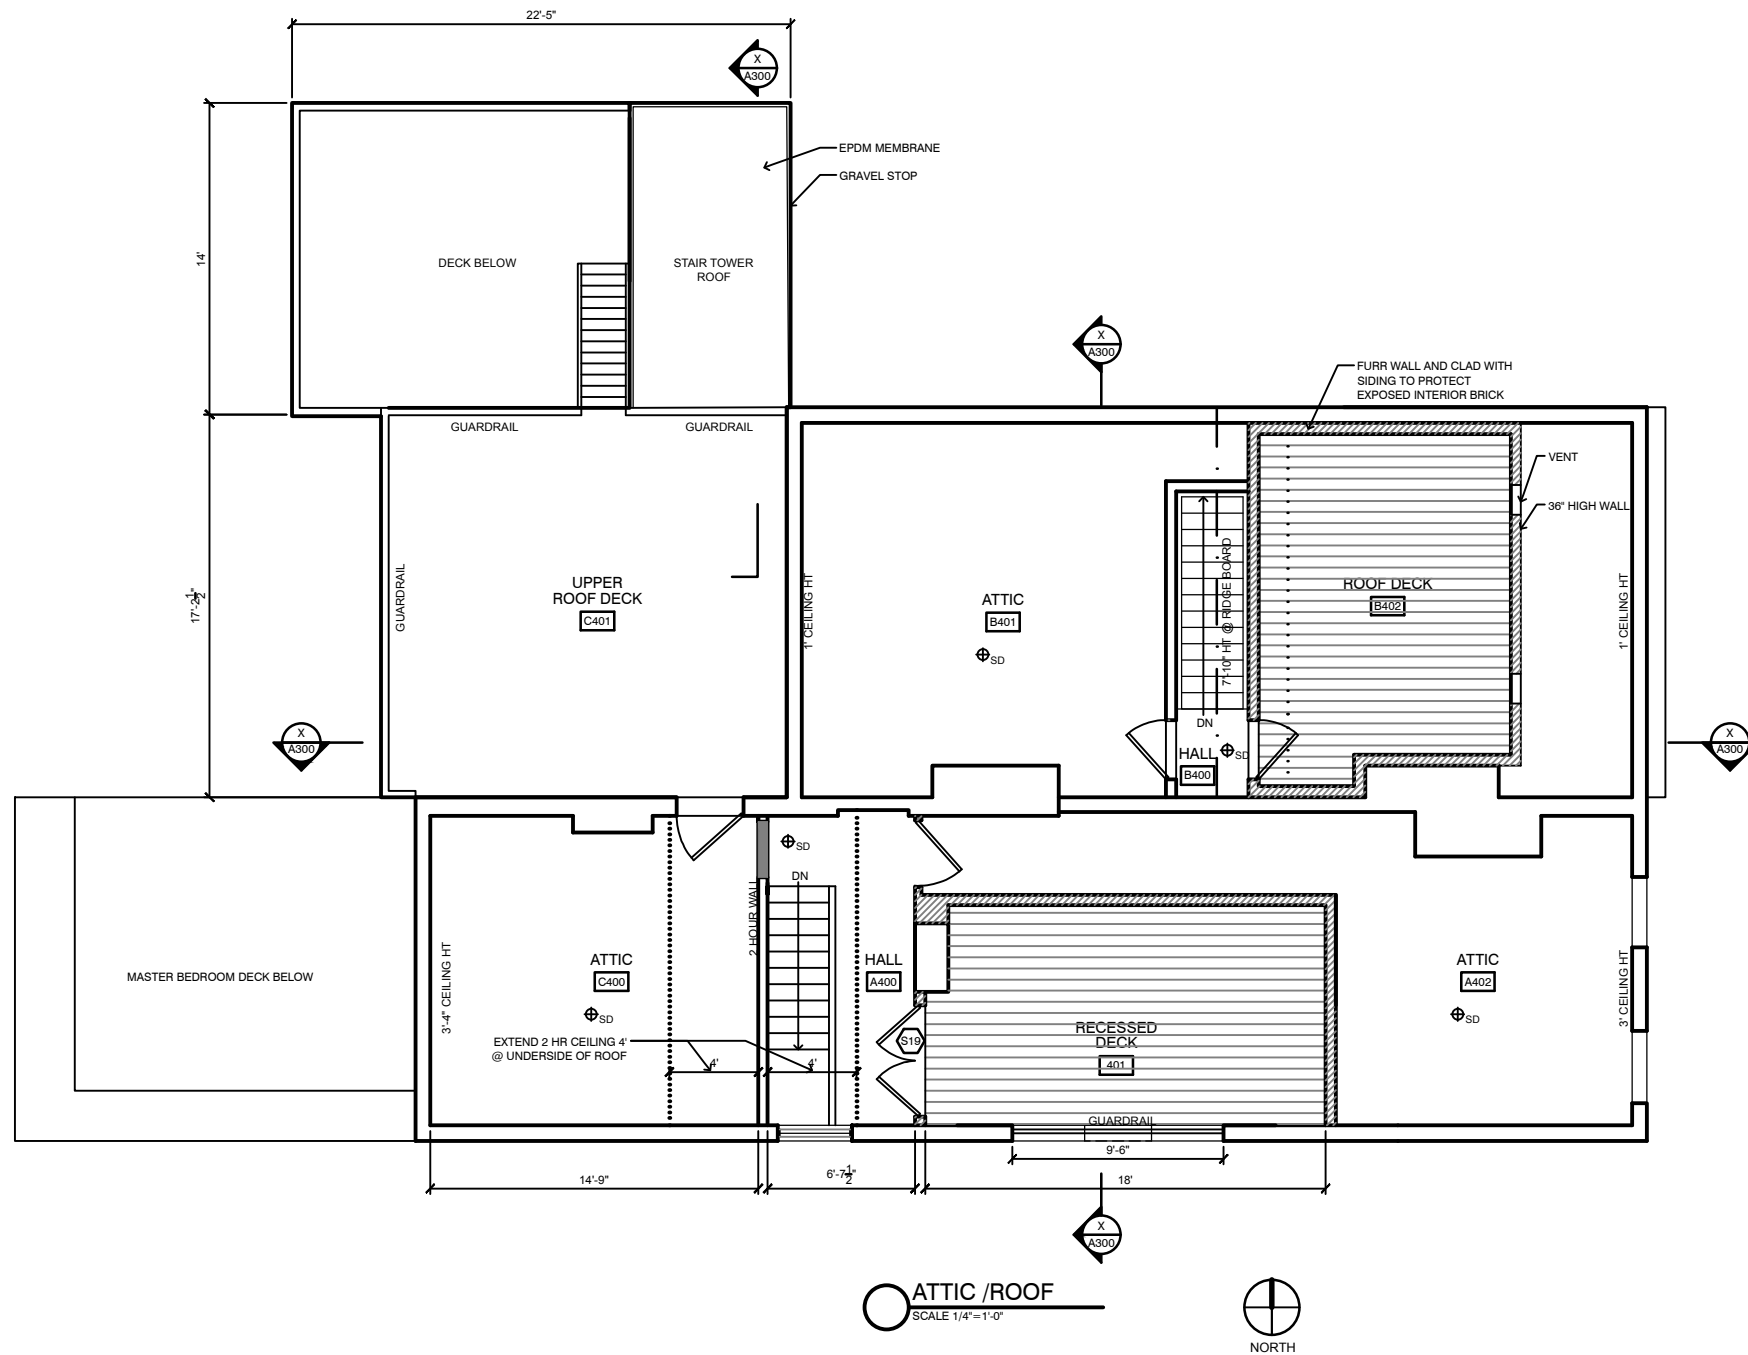 22'-5"
X
A300
EPDM MEMBRANE
GRAVEL STOP
14'
DECK BELOW
STAIR TOWER
ROOF
X
A300
FURR WALL AND CLAD WITH
SIDING TO PROTECT
EXPOSED INTERIOR BRICK
GUARDRAIL
GUARDRAIL
VENT
36" HIGH WALL
17'-2 1/2"
GUARDRAIL
UPPER
ROOF DECK
C401
1' CEILING HT
ATTIC
B401
SD
7'-10" HT @ RIDGE BOARD
ROOF DECK
B402
1' CEILING HT
DN
X
A300
HALL
SD
B400
X
A300
SD
DN
2 HOUR WALL
MASTER BEDROOM DECK BELOW
3'-4" CEILING HT
ATTIC
C400
SD
HALL
A400
ATTIC
A402
SD
3' CEILING HT
EXTEND 2 HR CEILING 4'
@ UNDERSIDE OF ROOF
4'
4'
S19
RECESSED
DECK
401
GUARDRAIL
9'-6"
14'-9"
6'-7 1/2"
18'
X
A300
ATTIC /ROOF
SCALE 1/4"=1'-0"
NORTH